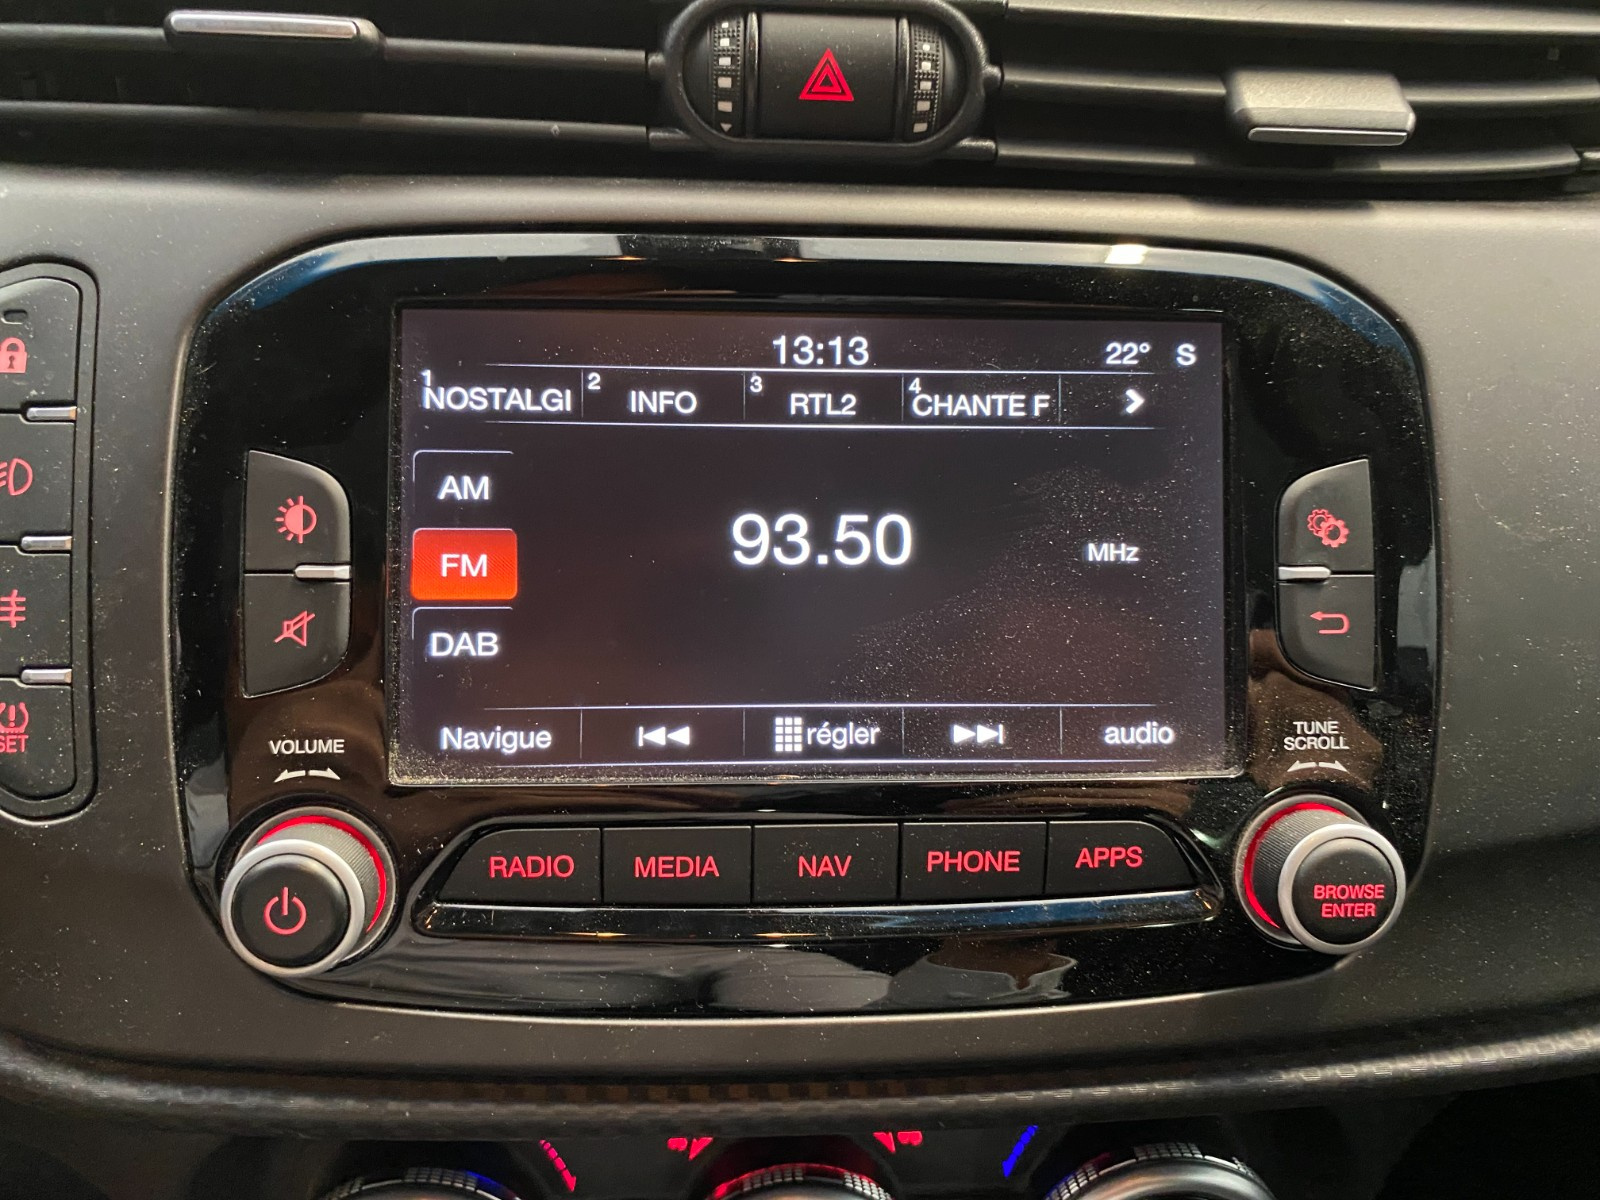 13:13
22° S
1 NOSTALGI 2 INFO 3 RTL2 4 CHANTE F
AM
93.50 MHz
FM
DAB
Navigue régler audio
VOLUME
TUNE
SCROLL
RADIO MEDIA NAV PHONE APPS
BROWSE
ENTER
SET